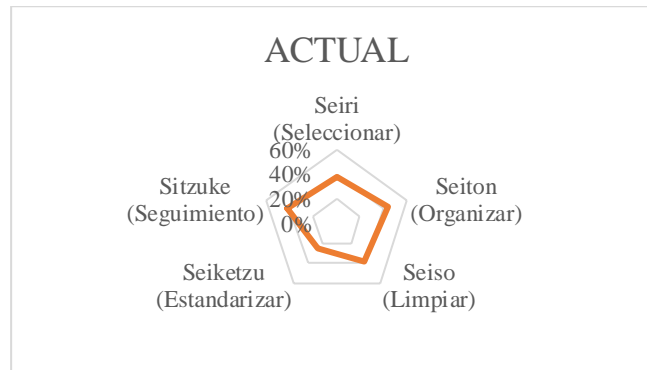 ACTUAL
Seiri
(Seleccionar)
60%
40%
20%
0%
Seiton
(Organizar)
Seiso
(Limpiar)
Seiketzu
(Estandarizar)
Sitzuke
(Seguimiento)